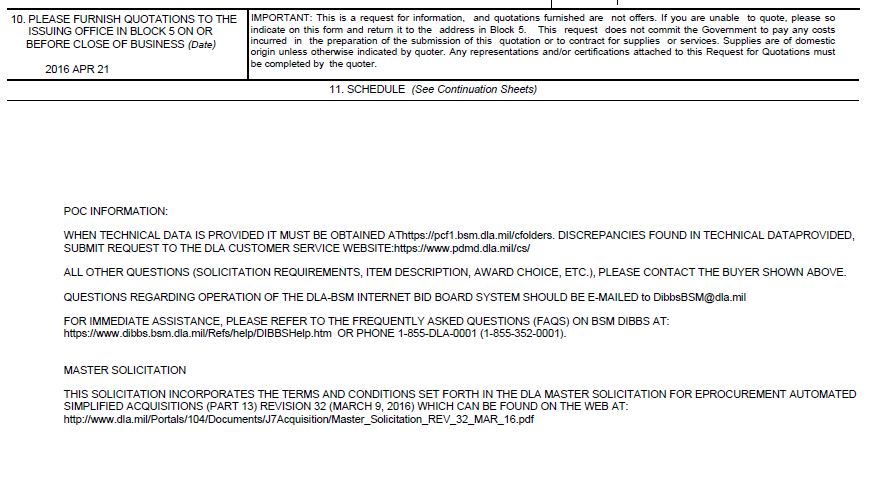 10. PLEASE FURNISH QUOTATIONS TO THE
ISSUING OFFICE IN BLOCK 5 ON OR
BEFORE CLOSE OF BUSINESS (Date)
2016 APR 21
IMPORTANT: This is a request for information, and quotations furnished are not offers. If you are unable to quote, please so
indicate on this form and return it to the address in Block 5. This request does not commit the Government to pay any costs
incurred in the preparation of the submission of this quotation or to contract for supplies or services. Supplies are of domestic
origin unless otherwise indicated by quoter. Any representations and/or certifications attached to this Request for Quotations must
be completed by the quoter.
11. SCHEDULE (See Continuation Sheets)
POC INFORMATION:
WHEN TECHNICAL DATA IS PROVIDED IT MUST BE OBTAINED AThttps://pcf1.bsm.dla.mil/cfolders. DISCREPANCIES FOUND IN TECHNICAL DATAPROVIDED,
SUBMIT REQUEST TO THE DLA CUSTOMER SERVICE WEBSITE:https://www.pdmd.dla.mil/cs/
ALL OTHER QUESTIONS (SOLICITATION REQUIREMENTS, ITEM DESCRIPTION, AWARD CHOICE, ETC.), PLEASE CONTACT THE BUYER SHOWN ABOVE.
QUESTIONS REGARDING OPERATION OF THE DLA-BSM INTERNET BID BOARD SYSTEM SHOULD BE E-MAILED to DibbsBSM@dla.mil
FOR IMMEDIATE ASSISTANCE, PLEASE REFER TO THE FREQUENTLY ASKED QUESTIONS (FAQS) ON BSM DIBBS AT:
https://www.dibbs.bsm.dla.mil/Refs/help/DIBBSHelp.htm OR PHONE 1-855-DLA-0001 (1-855-352-0001).
MASTER SOLICITATION
THIS SOLICITATION INCORPORATES THE TERMS AND CONDITIONS SET FORTH IN THE DLA MASTER SOLICITATION FOR EPROCUREMENT AUTOMATED
SIMPLIFIED ACQUISITIONS (PART 13) REVISION 32 (MARCH 9, 2016) WHICH CAN BE FOUND ON THE WEB AT:
http://www.dla.mil/Portals/104/Documents/J7Acquisition/Master_Solicitation_REV_32_MAR_16.pdf